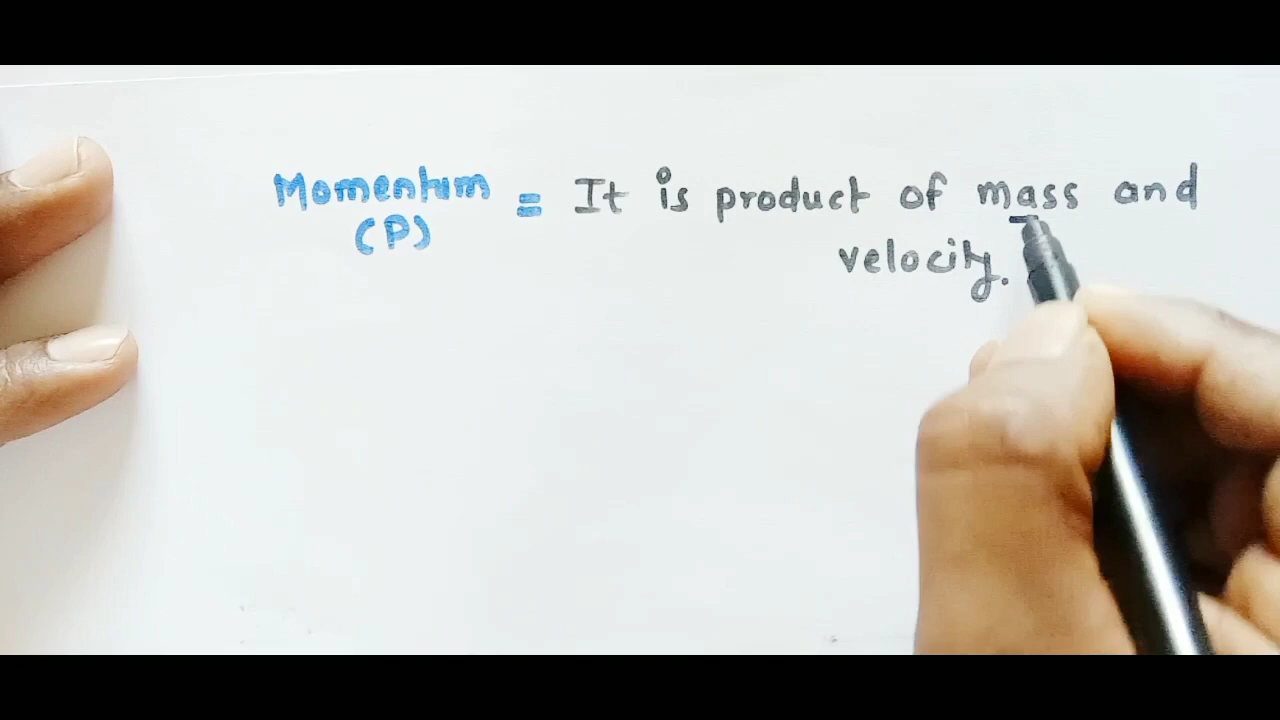 Momentum = It is product of mass and
(P) velocity.